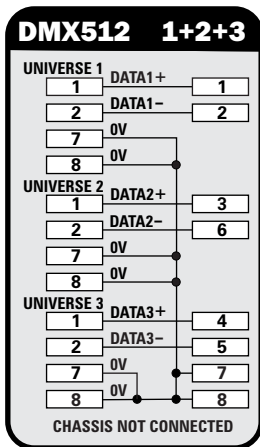 DMX512 1+2+3
UNIVERSE 1
1 DATA1+ 1
2 DATA1– 2
7 0V
8 0V
UNIVERSE 2
1 DATA2+ 3
2 DATA2– 6
7 0V
8 0V
UNIVERSE 3
1 DATA3+ 4
2 DATA3– 5
7 0V 7
8 0V 8
CHASSIS NOT CONNECTED